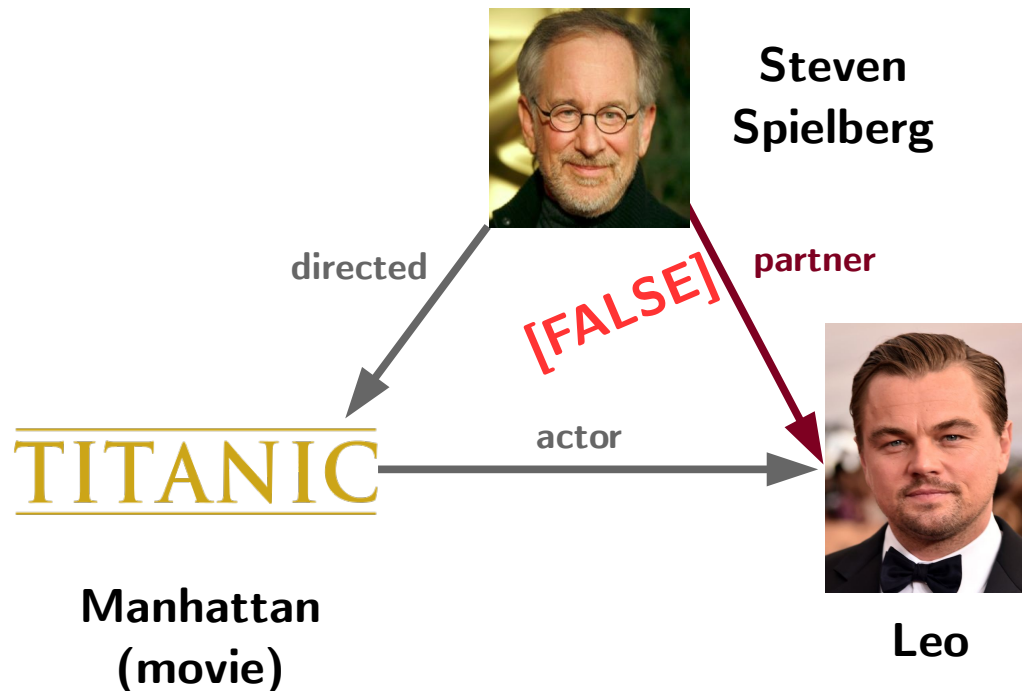 Steven
Spielberg
directed
partner
[FALSE]
actor
TITANIC
Manhattan
(movie)
Leo